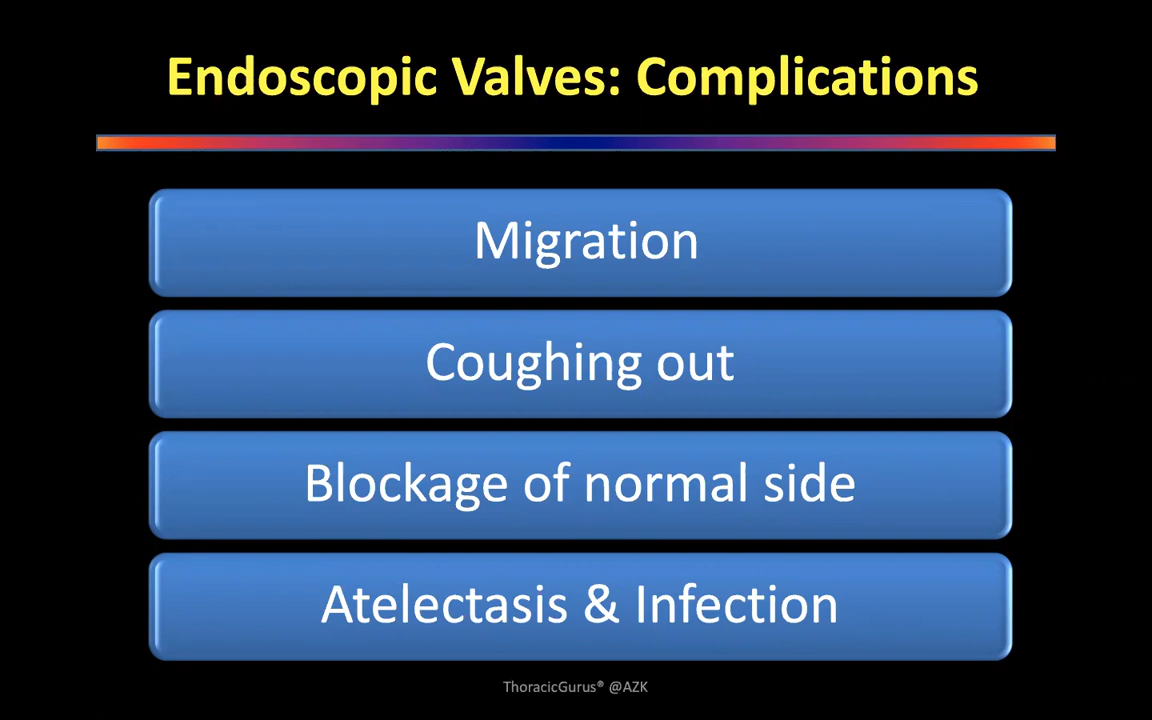 Endoscopic Valves: Complications
Migration
Coughing out
Blockage of normal side
Atelectasis & Infection
ThoracicGurus® @AZK